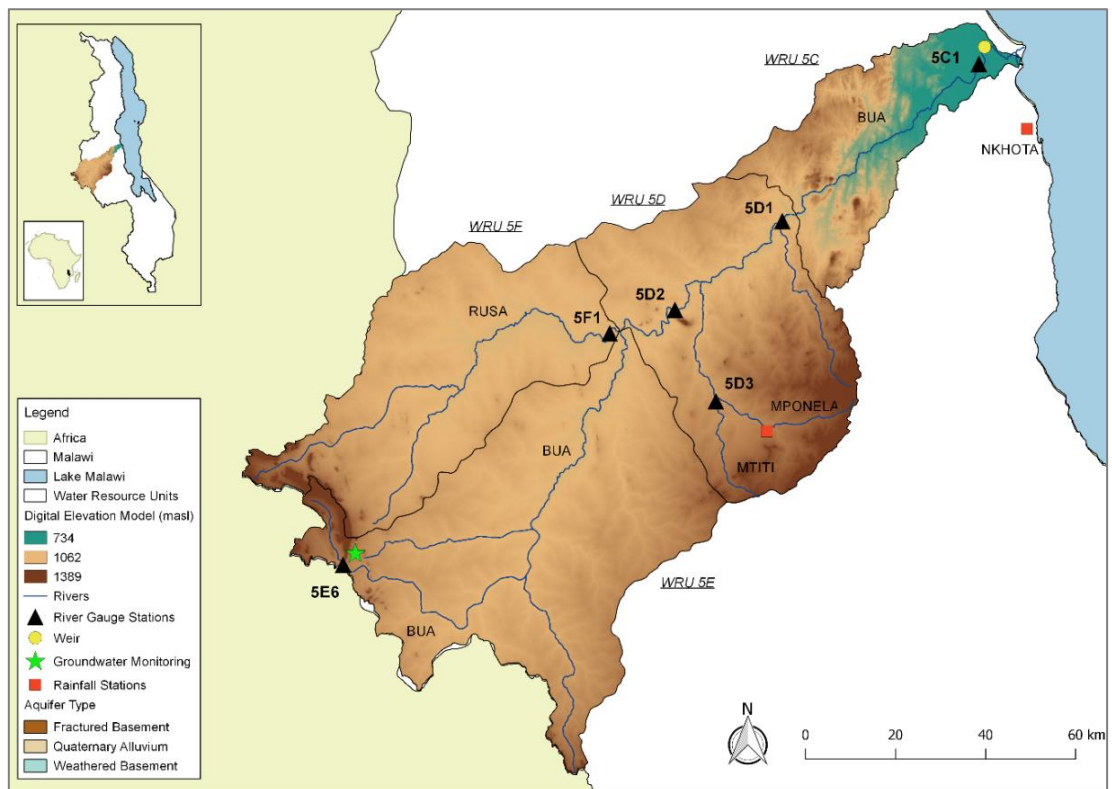 WRU 5C
5C1
BUA
NKHOTA
WRU 5D
5D1
WRU 5F
5D2
RUSA
5F1
5D3
MPONELA
BUA
MTITI
WRU 5E
5E6
BUA
Legend
Africa
Malawi
Lake Malawi
Water Resource Units
Digital Elevation Model (masl)
734
1062
1389
Rivers
River Gauge Stations
Weir
Groundwater Monitoring
Rainfall Stations
Aquifer Type
Fractured Basement
Quaternary Alluvium
Weathered Basement
N
0 20 40 60 km